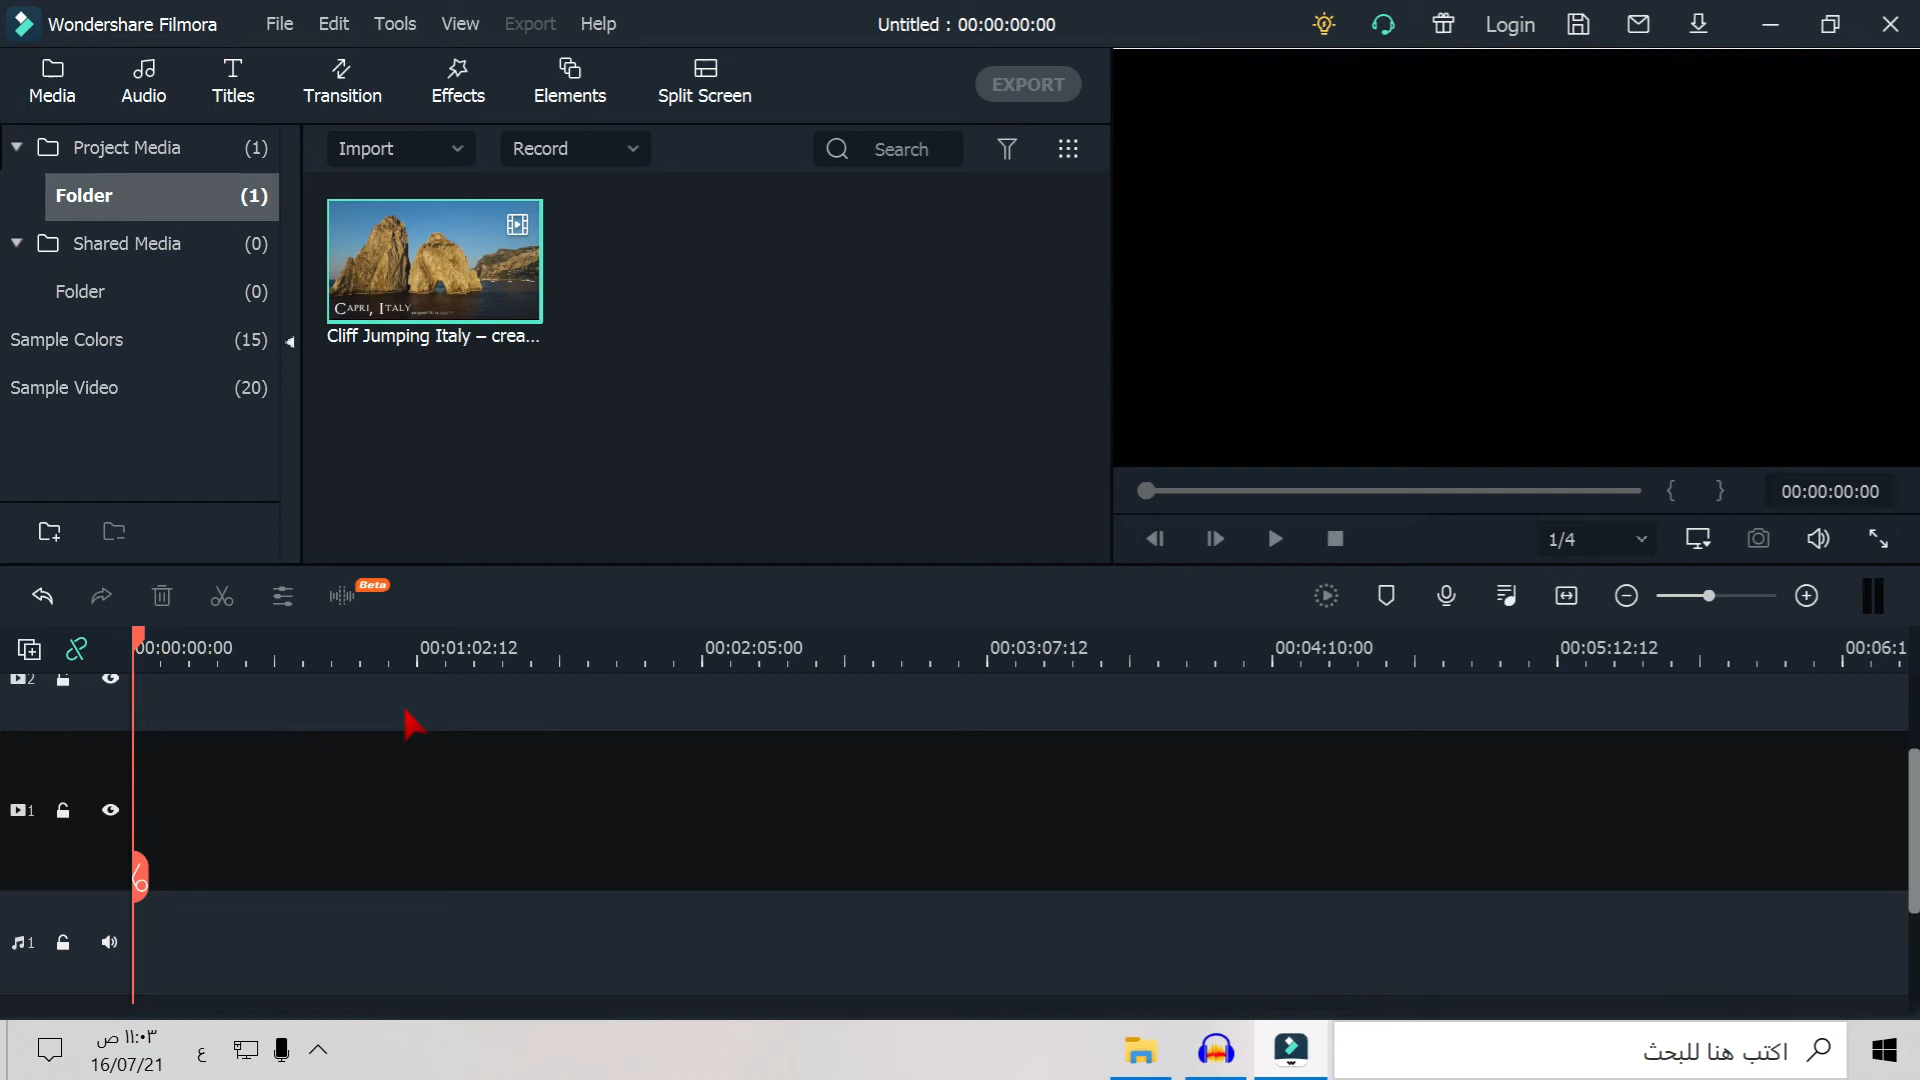 Wondershare Filmora File Edit Tools View Export Help Untitled : 00:00:00:00 Login
Media Audio Titles Transition Effects Elements Split Screen EXPORT
Project Media (1) Import Record Search
Folder (1)
Shared Media (0)
Folder (0)
CAPRI, ITALY
Sample Colors (15) Cliff Jumping Italy – crea...
Sample Video (20)
00:00:00:00
1/4
Beta
00:00:00:00 00:01:02:12 00:02:05:00 00:03:07:12 00:04:10:00 00:05:12:12 00:06:1
2
1
1
١١:٠٣ ص
16/07/21
ع
اكتب هنا للبحث